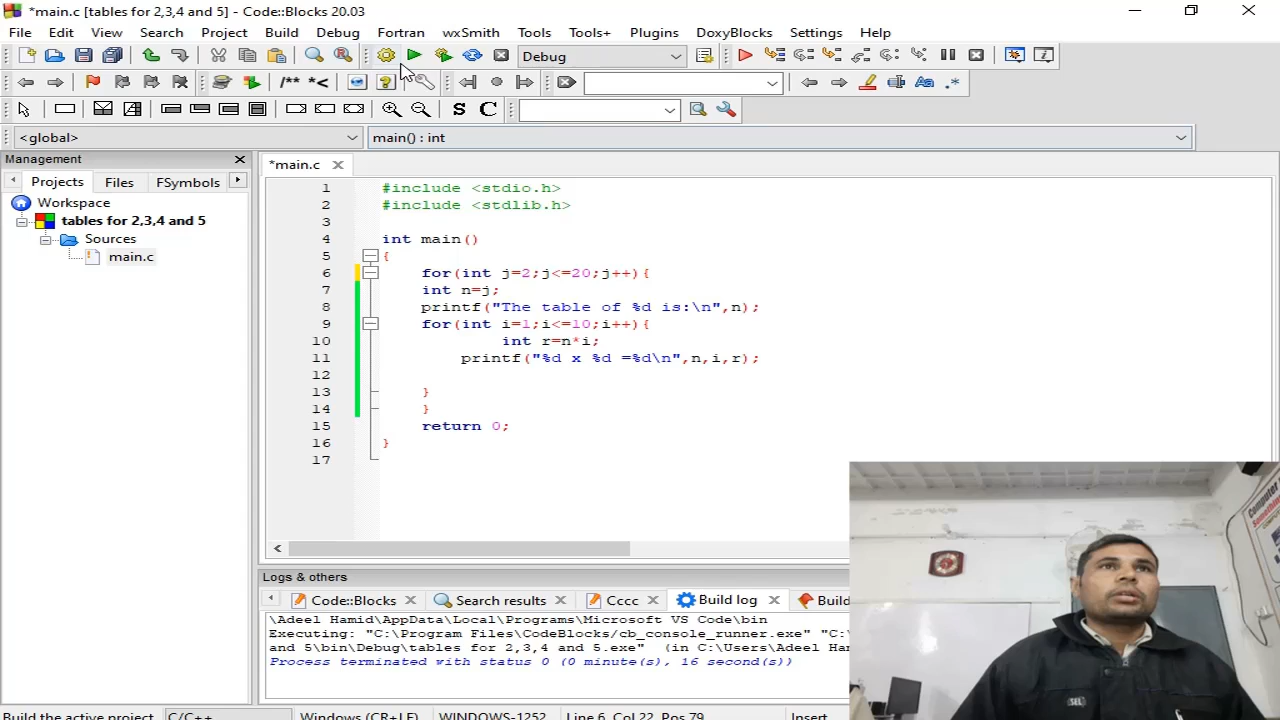 *main.c [tables for 2,3,4 and 5] - Code::Blocks 20.03
File Edit View Search Project Build Debug Fortran wxSmith Tools Tools+ Plugins DoxyBlocks Settings Help
Debug
/** *<
Aa .*
S C
<global> main() : int
Management
*main.c
Projects Files FSymbols
Workspace
tables for 2,3,4 and 5
Sources
main.c
1 #include <stdio.h>
2 #include <stdlib.h>
3
4 int main()
5 {
6 for(int j=2;j<=20;j++){
7 int n=j;
8 printf("The table of %d is:\n",n);
9 for(int i=1;i<=10;i++){
10 int r=n*i;
11 printf("%d x %d =%d\n",n,i,r);
12
13 }
14 }
15 return 0;
16 }
17
Logs & others
Code::Blocks Search results Cccc Build log Build
\Adeel Hamid\AppData\Local\Programs\Microsoft VS Code\bin
Executing: "C:\Program Files\CodeBlocks/cb_console_runner.exe" "C:\
and 5\bin\Debug\tables for 2,3,4 and 5.exe" (in C:\Users\Adeel Ham
Process terminated with status 0 (0 minute(s), 16 second(s))
Build the active project C/C++ Windows (CR+LF) WINDOWS-1252 Line 6, Col 22, Pos 79 Insert
Computer
SEL